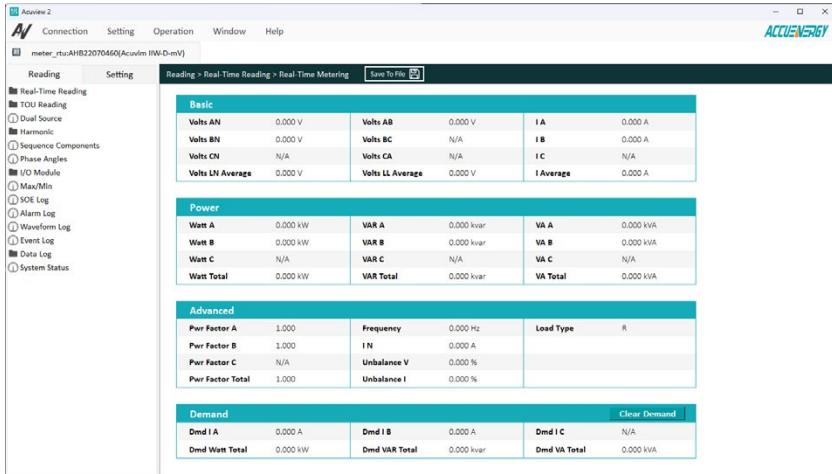 Acuview 2
AV Connection Setting Operation Window Help ACCUENERGY
meter_rtu:AHB22070460(Acuvim IIW-D-mV)
Reading Setting Reading > Real-Time Reading > Real-Time Metering Save To File
Real-Time Reading
TOU Reading
Dual Source
Harmonic
Sequence Components
Phase Angles
I/O Module
Max/Min
SOE Log
Alarm Log
Waveform Log
Event Log
Data Log
System Status
Basic
Volts AN 0.000 V Volts AB 0.000 V I A 0.000 A
Volts BN 0.000 V Volts BC N/A I B 0.000 A
Volts CN N/A Volts CA N/A I C N/A
Volts LN Average 0.000 V Volts LL Average 0.000 V I Average 0.000 A
Power
Watt A 0.000 kW VAR A 0.000 kvar VA A 0.000 kVA
Watt B 0.000 kW VAR B 0.000 kvar VA B 0.000 kVA
Watt C N/A VAR C N/A VA C N/A
Watt Total 0.000 kW VAR Total 0.000 kvar VA Total 0.000 kVA
Advanced
Pwr Factor A 1.000 Frequency 0.000 Hz Load Type R
Pwr Factor B 1.000 I N 0.000 A
Pwr Factor C N/A Unbalance V 0.000 %
Pwr Factor Total 1.000 Unbalance I 0.000 %
Demand Clear Demand
Dmd I A 0.000 A Dmd I B 0.000 A Dmd I C N/A
Dmd Watt Total 0.000 kW Dmd VAR Total 0.000 kvar Dmd VA Total 0.000 kVA